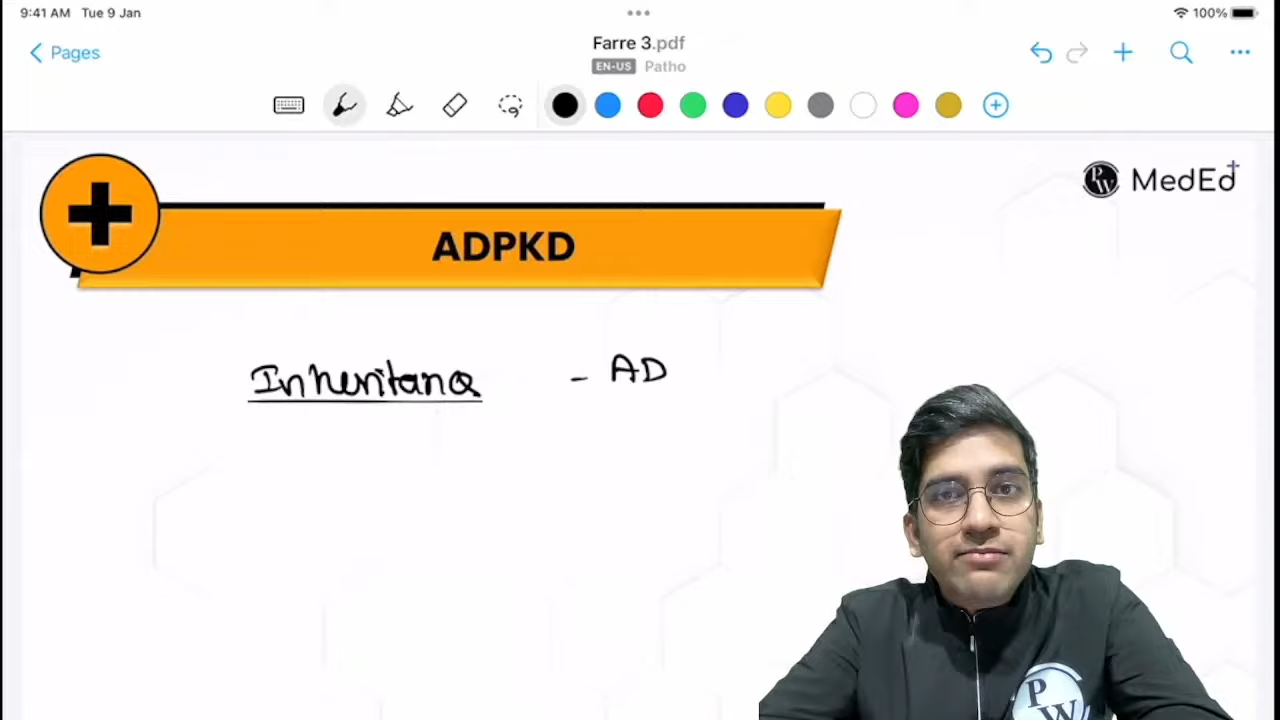 9:41 AM Tue 9 Jan
100%
Pages
Farre 3.pdf
EN-US Patho
PW MedEd
ADPKD
Inheritance - AD
PW